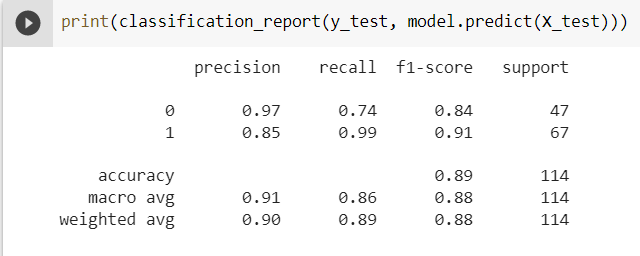 print(classification_report(y_test, model.predict(X_test)))
precision recall f1-score support
0 0.97 0.74 0.84 47
1 0.85 0.99 0.91 67
accuracy 0.89 114
macro avg 0.91 0.86 0.88 114
weighted avg 0.90 0.89 0.88 114